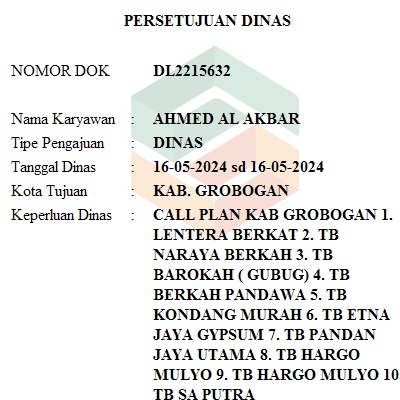 PERSETUJUAN DINAS
NOMOR DOK DL2215632
Nama Karyawan : AHMED AL AKBAR
Tipe Pengajuan : DINAS
Tanggal Dinas : 16-05-2024 sd 16-05-2024
Kota Tujuan : KAB. GROBOGAN
Keperluan Dinas : CALL PLAN KAB GROBOGAN 1.
LENTERA BERKAT 2. TB
NARAYA BERKAH 3. TB
BAROKAH ( GUBUG) 4. TB
BERKAH PANDAWA 5. TB
KONDANG MURAH 6. TB ETNA
JAYA GYPSUM 7. TB PANDAN
JAYA UTAMA 8. TB HARGO
MULYO 9. TB HARGO MULYO 10
TB SA PUTRA